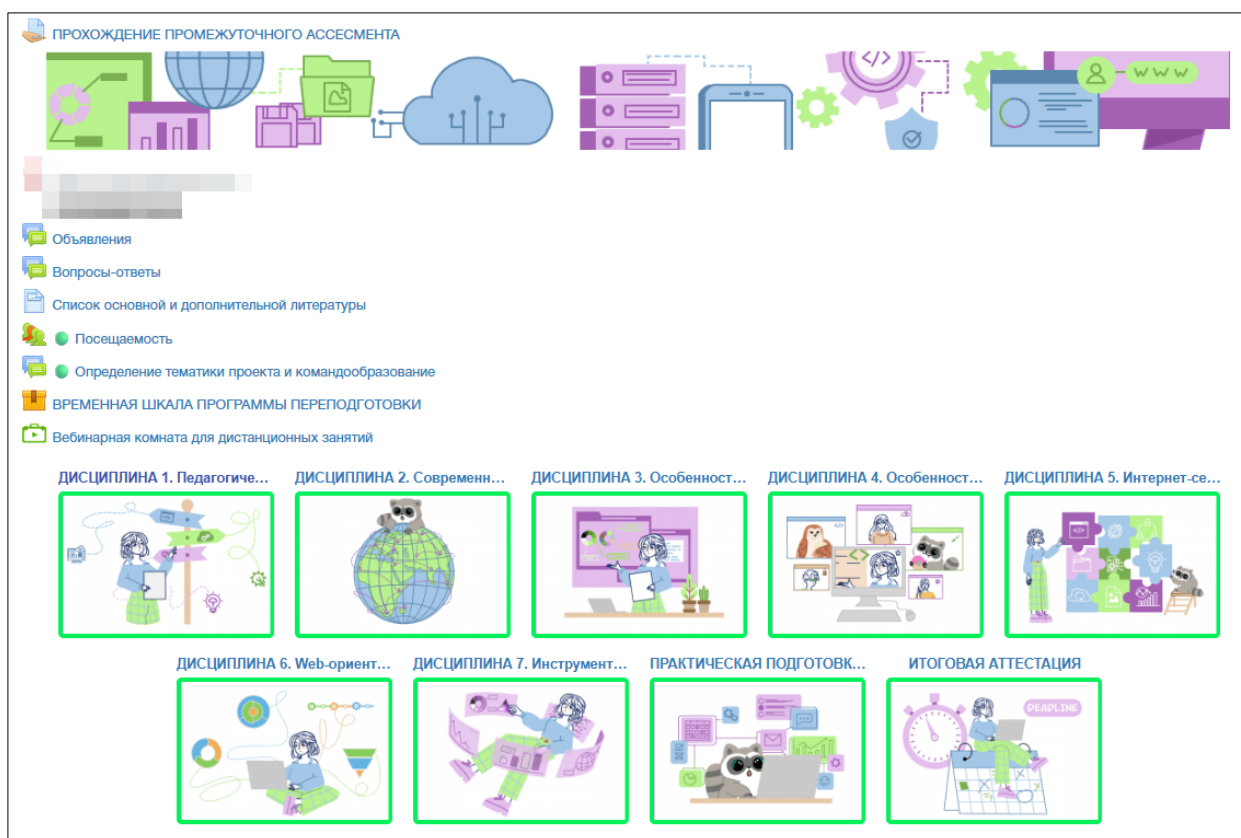 ПРОХОЖДЕНИЕ ПРОМЕЖУТОЧНОГО АССЕСМЕНТА
</>
WWW
Объявления
Вопросы-ответы
Список основной и дополнительной литературы
Посещаемость
Определение тематики проекта и командообразование
ВРЕМЕННАЯ ШКАЛА ПРОГРАММЫ ПЕРЕПОДГОТОВКИ
Вебинарная комната для дистанционных занятий
ДИСЦИПЛИНА 1. Педагогиче...
ДИСЦИПЛИНА 2. Современн...
ДИСЦИПЛИНА 3. Особенност...
ДИСЦИПЛИНА 4. Особенност...
ДИСЦИПЛИНА 5. Интернет-се...
ДИСЦИПЛИНА 6. Web-ориент...
ДИСЦИПЛИНА 7. Инструмент...
ПРАКТИЧЕСКАЯ ПОДГОТОВК...
ИТОГОВАЯ АТТЕСТАЦИЯ
DEADLINE